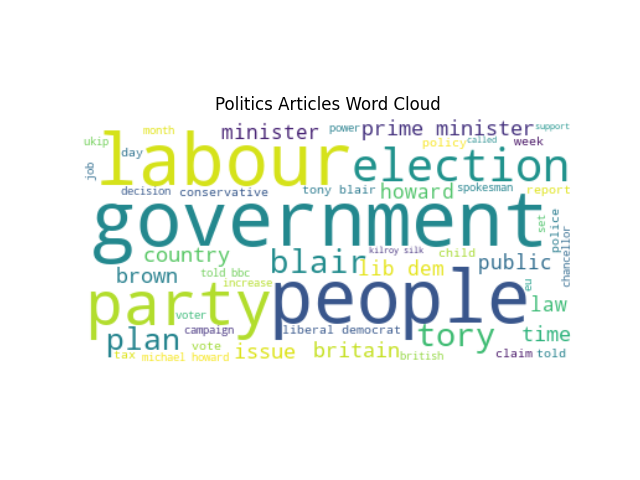 Politics Articles Word Cloud
month
minister
power
prime minister
support
ukip
labour
policy
called
week
day
election
job
decision
conservative
tony blair
howard
spokesman
report
government
set
police
chancellor
kilroy silk
country
blair
lib dem
child
public
brown
told bbc
increase
eu
party
people
law
voter
plan
campaign
liberal democrat
tory
time
vote
tax
michael howard
issue
britain
british
claim
told